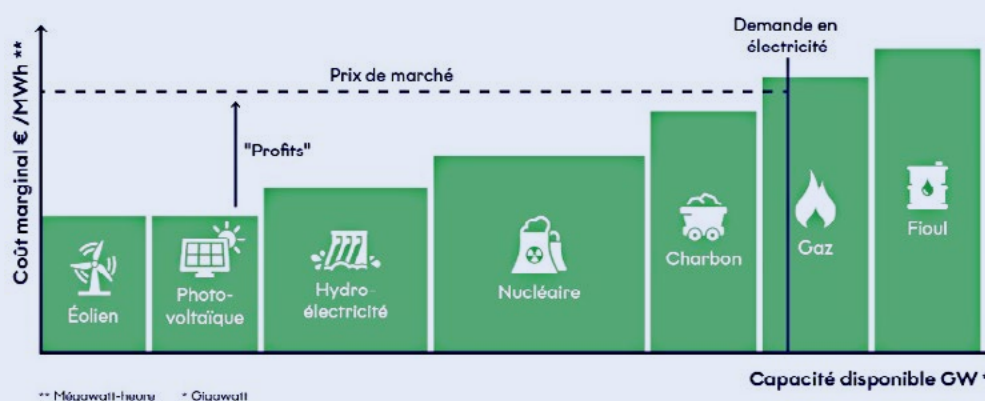 Coût marginal € /MWh **
Demande en
électricité
Prix de marché
"Profits"
Éolien
Photo-
voltaïque
Hydro-
électricité
Nucléaire
Charbon
Gaz
Fioul
Capacité disponible GW *
** Mégawatt-heure * Gigawatt